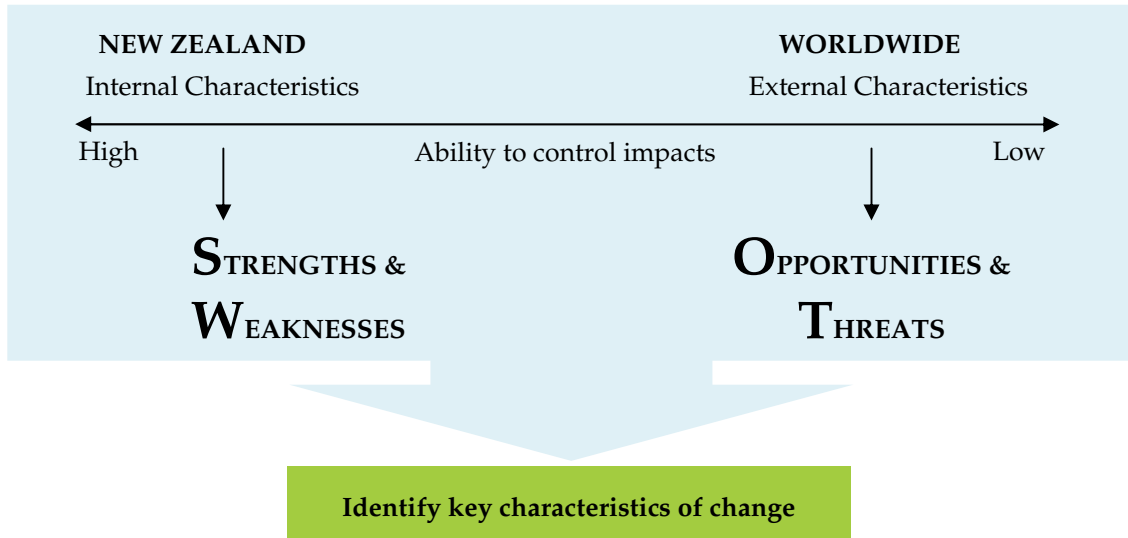 NEW ZEALAND
WORLDWIDE
Internal Characteristics
External Characteristics
High
Ability to control impacts
Low
STRENGTHS &
WEAKNESSES
OPPORTUNITIES &
THREATS
Identify key characteristics of change